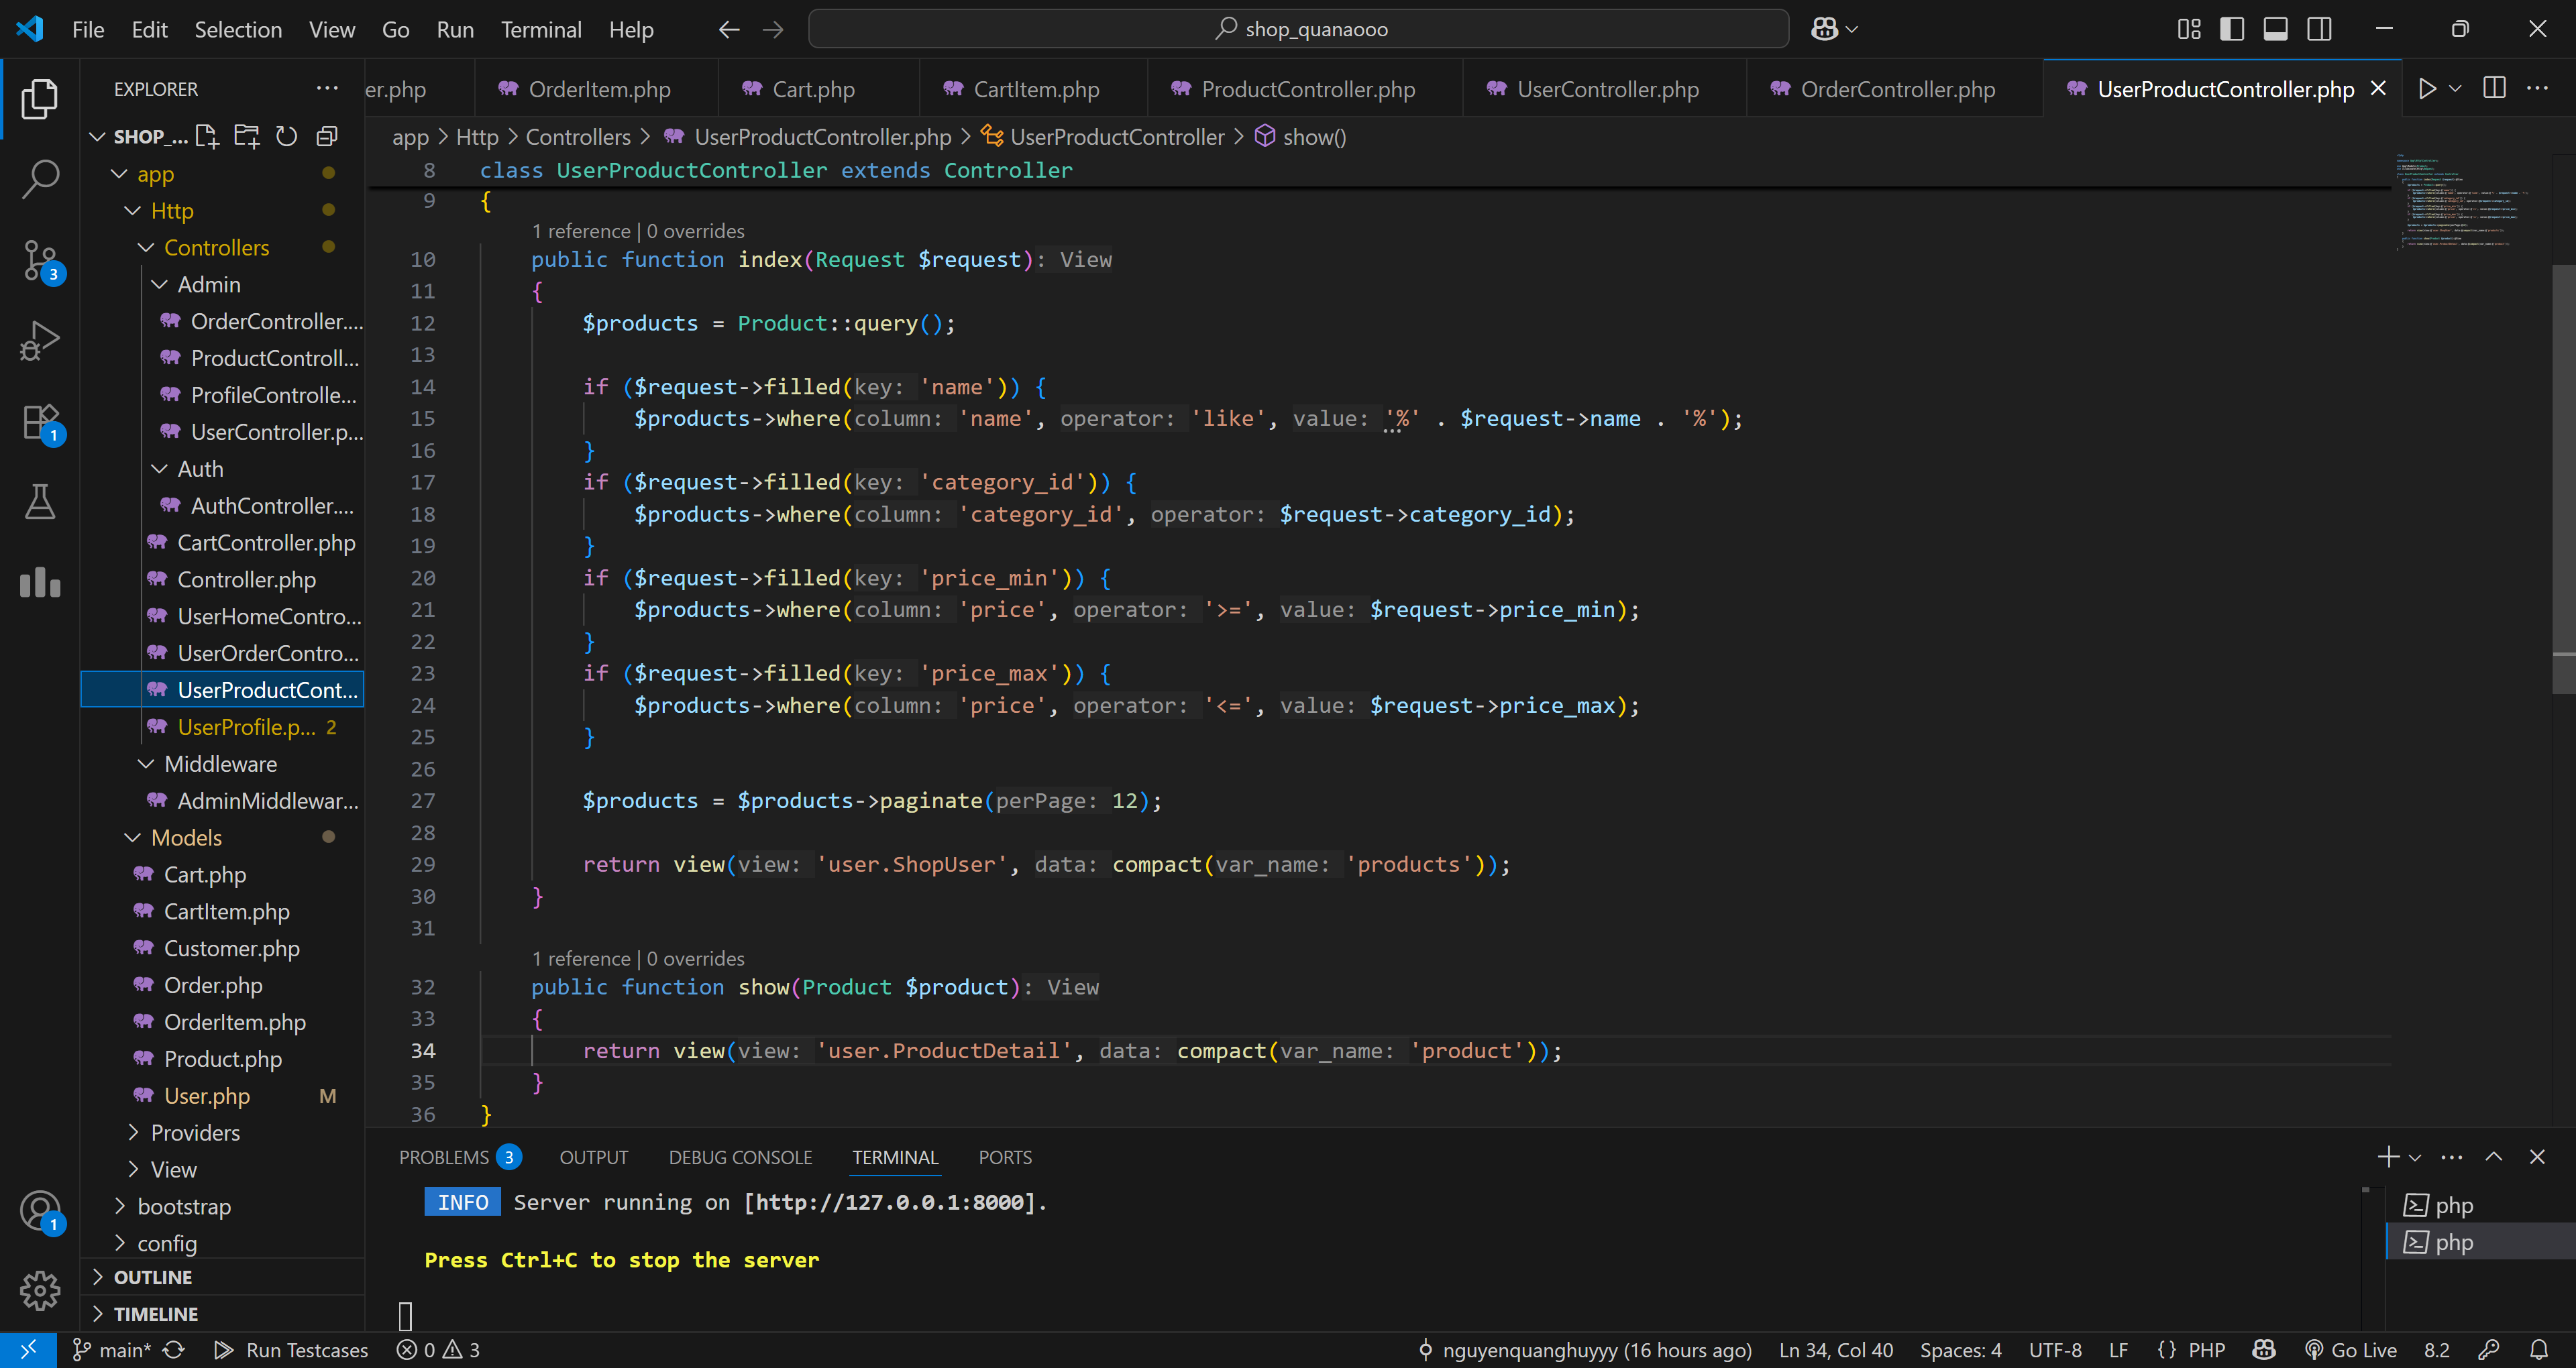 File Edit Selection View Go Run Terminal Help
shop_quanaooo
EXPLORER
er.php OrderItem.php Cart.php CartItem.php ProductController.php UserController.php OrderController.php UserProductController.php
SHOP_...
app > Http > Controllers > UserProductController.php > UserProductController > show()
app
Http
Controllers
Admin
OrderController....
ProductControll...
ProfileControlle...
UserController.p...
Auth
AuthController....
CartController.php
Controller.php
UserHomeContro...
UserOrderContro...
UserProductCont...
UserProfile.p... 2
Middleware
AdminMiddlewar...
Models
Cart.php
CartItem.php
Customer.php
Order.php
OrderItem.php
Product.php
User.php M
Providers
View
bootstrap
config
OUTLINE
TIMELINE
3
1
1
8 class UserProductController extends Controller
9 {
1 reference | 0 overrides
10 public function index(Request $request): View
11 {
12 $products = Product::query();
13
14 if ($request->filled(key: 'name')) {
15 $products->where(column: 'name', operator: 'like', value: '%' . $request->name . '%');
16 }
17 if ($request->filled(key: 'category_id')) {
18 $products->where(column: 'category_id', operator: $request->category_id);
19 }
20 if ($request->filled(key: 'price_min')) {
21 $products->where(column: 'price', operator: '>=', value: $request->price_min);
22 }
23 if ($request->filled(key: 'price_max')) {
24 $products->where(column: 'price', operator: '<=', value: $request->price_max);
25 }
26
27 $products = $products->paginate(perPage: 12);
28
29 return view(view: 'user.ShopUser', data: compact(var_name: 'products'));
30 }
31
1 reference | 0 overrides
32 public function show(Product $product): View
33 {
34 return view(view: 'user.ProductDetail', data: compact(var_name: 'product'));
35 }
36 }
PROBLEMS 3 OUTPUT DEBUG CONSOLE TERMINAL PORTS
INFO Server running on [http://127.0.0.1:8000].
Press Ctrl+C to stop the server
php
php
main* Run Testcases 0 3 nguyenquanghuyyy (16 hours ago) Ln 34, Col 40 Spaces: 4 UTF-8 LF {} PHP Go Live 8.2